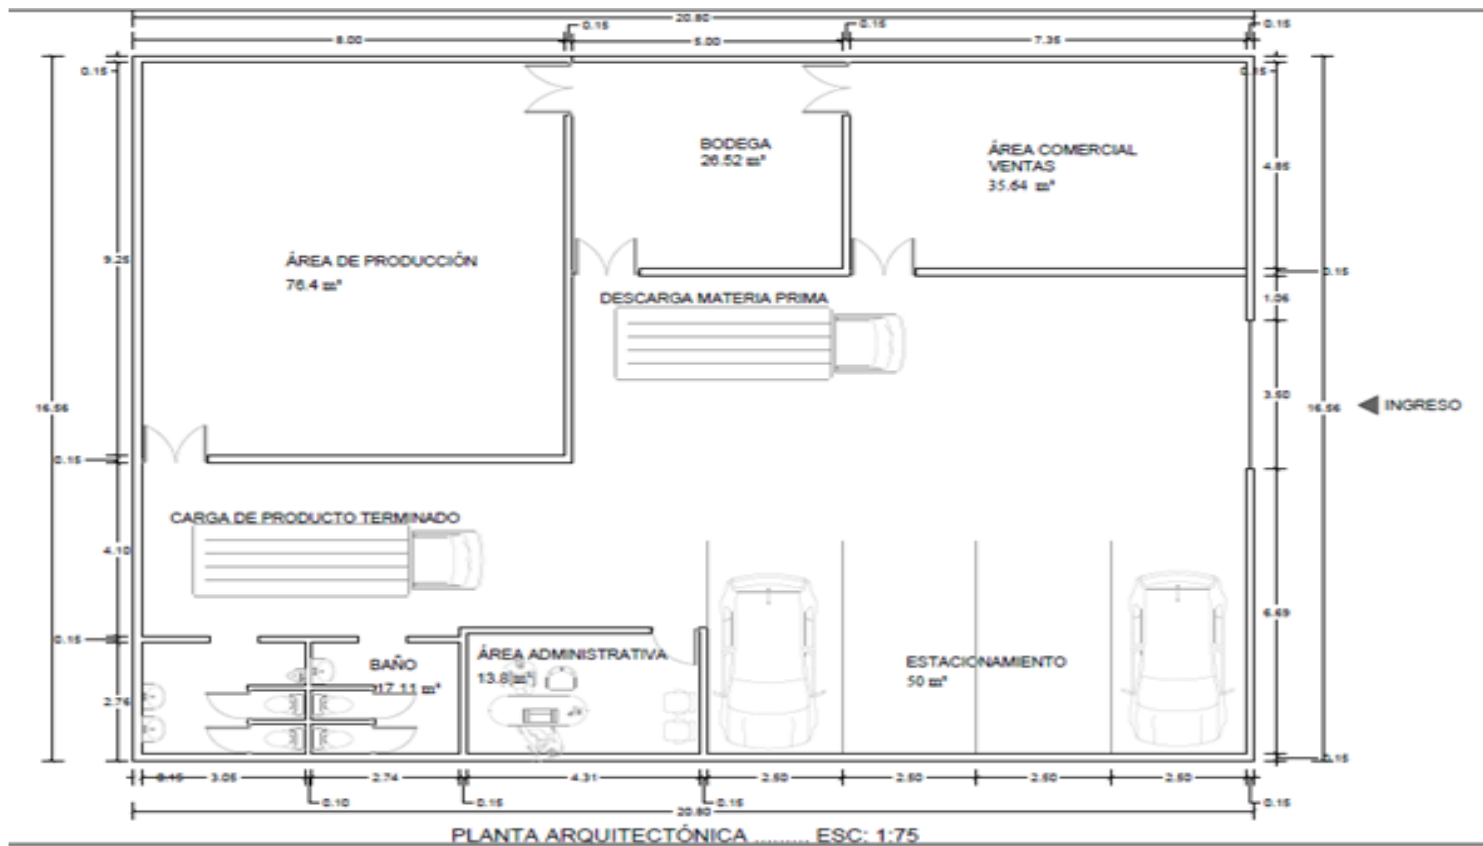 20.80
0.15
0.15
0.15
8.00
5.00
7.35
0.15
0.15
BODEGA
26.52 m²
ÁREA COMERCIAL
VENTAS
35.64 m²
4.85
ÁREA DE PRODUCCIÓN
76.4 m²
9.25
0.15
DESCARGA MATERIA PRIMA
1.06
3.50
16.56
16.56
INGRESO
0.15
CARGA DE PRODUCTO TERMINADO
4.10
6.69
0.15
BAÑO
17.11 m²
ÁREA ADMINISTRATIVA
13.8 m²
ESTACIONAMIENTO
50 m²
2.76
0.15
0.15
3.05
2.74
4.31
2.50
2.50
2.50
2.50
0.10
0.15
0.15
0.15
20.80
PLANTA ARQUITECTÓNICA ......... ESC: 1:75